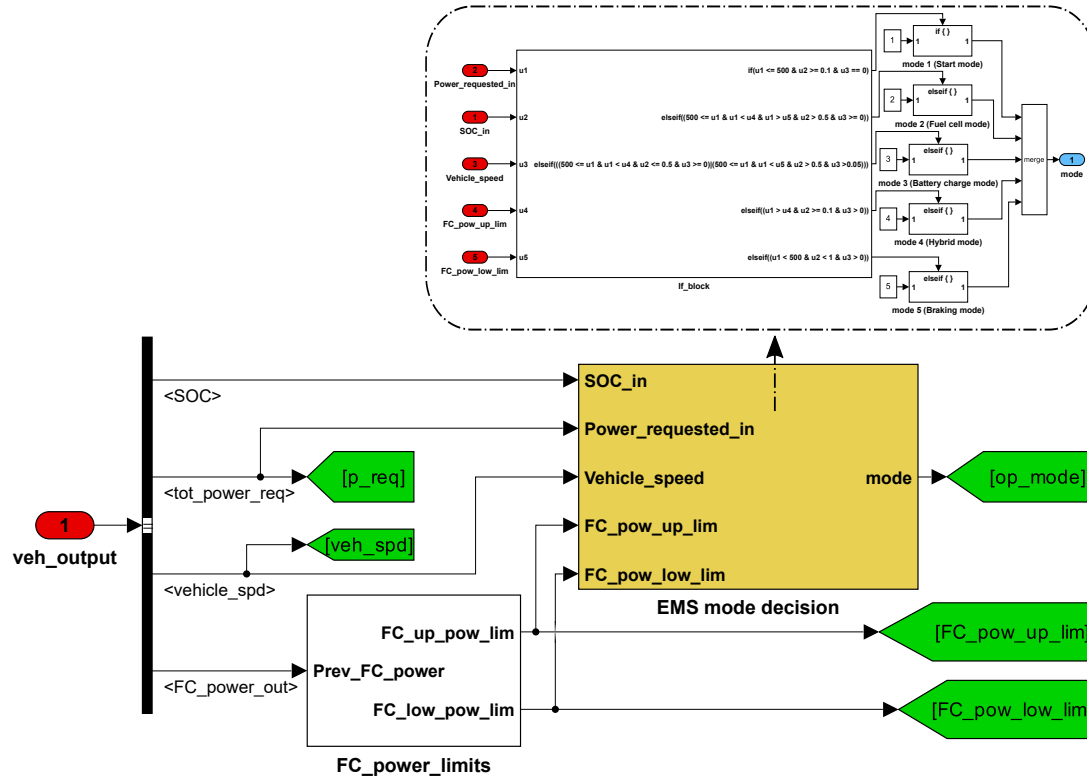 2
Power_requested_in
1
SOC_in
3
Vehicle_speed
4
FC_pow_up_lim
5
FC_pow_low_lim
u1
u2
u3
u4
u5
if(u1 <= 500 & u2 >= 0.1 & u3 == 0)
elseif((500 <= u1 & u1 < u4 & u1 > u5 & u2 > 0.5 & u3 >= 0))
elseif(((500 <= u1 & u1 < u4 & u2 <= 0.5 & u3 >= 0)|(500 <= u1 & u1 < u5 & u2 > 0.5 & u3 >0.05)))
elseif((u1 > u4 & u2 >= 0.1 & u3 > 0))
elseif((u1 < 500 & u2 < 1 & u3 > 0))
If_block
1
if { }
1 1
mode 1 (Start mode)
2
elseif { }
1 1
mode 2 (Fuel cell mode)
3
elseif { }
1 1
mode 3 (Battery charge mode)
4
elseif { }
1 1
mode 4 (Hybrid mode)
5
elseif { }
1 1
mode 5 (Braking mode)
merge
1
mode
1
veh_output
<SOC>
<tot_power_req>
[p_req]
<vehicle_spd>
[veh_spd]
<FC_power_out>
Prev_FC_power
FC_up_pow_lim
FC_low_pow_lim
FC_power_limits
SOC_in
Power_requested_in
Vehicle_speed
FC_pow_up_lim
FC_pow_low_lim
mode
EMS mode decision
[op_mode]
[FC_pow_up_lim]
[FC_pow_low_lim